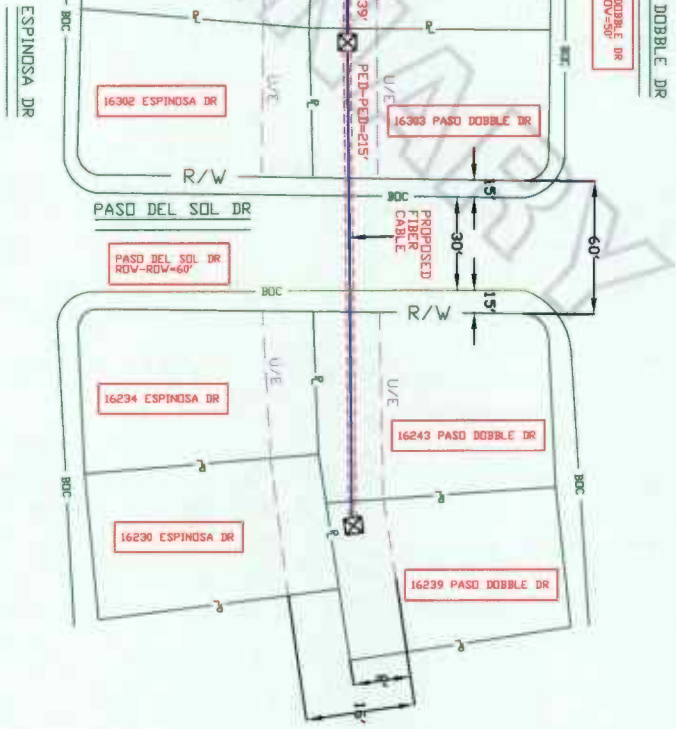 ESPINOSA DR
BOC
℄
U/E
39'
U/E
DOBBLE DR
ROW=50'
DOBBLE DR
BOC
16302 ESPINOSA DR
PED-PED=215'
16303 PASO DOBBLE DR
R/W
BOC
15'
PASO DEL SOL DR
PROPOSED
FIBER
CABLE
30'
60'
PASO DEL SOL DR
ROW-ROW=60'
BOC
R/W
15'
U/E
U/E
16234 ESPINOSA DR
16243 PASO DOBBLE DR
BOC
BOC
16230 ESPINOSA DR
16239 PASO DOBBLE DR
16'